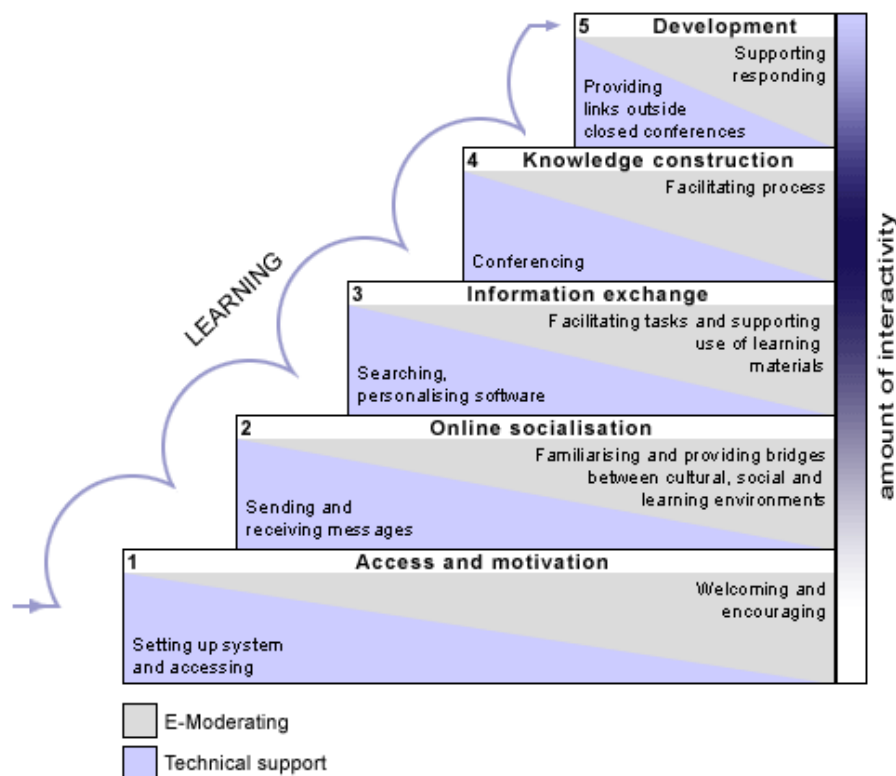 5 Development
Supporting
responding
Providing
links outside
closed conferences
4 Knowledge construction
Facilitating process
Conferencing
3 Information exchange
Facilitating tasks and supporting
use of learning
materials
Searching,
personalising software
2 Online socialisation
Familiarising and providing bridges
between cultural, social and
learning environments
Sending and
receiving messages
1 Access and motivation
Welcoming and
encouraging
Setting up system
and accessing
LEARNING
amount of interactivity
E-Moderating
Technical support